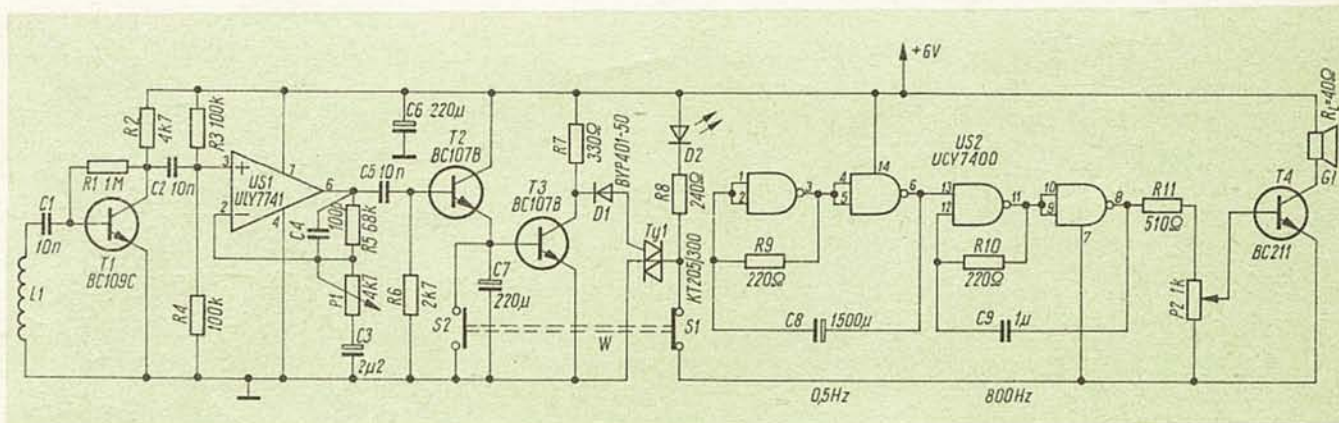 C1
10n
L1
R1 1M
T1
BC109C
R2
4k7
C2 10n
R3 100k
R4
100k
3
+
2
-
US1
ULY7741
7
4
6
C4
100p
R5 68k
P1
4k7
C3
2μ2
C6 220μ
C5 10n
R6
2k7
T2
BC107B
T3
BC107B
C7
220μ
S2
W
S1
R7
330Ω
BYP401-50
D1
Ty1
KT205/300
D2
R8
240Ω
1
2
3
4
5
6
14
R9
220Ω
C8
1500μ
0,5Hz
+6V
US2
UCY7400
13
12
11
10
9
8
7
R10
220Ω
C9
1μ
800Hz
R11
510Ω
P2 1k
T4
BC211
RL=40Ω
Gł